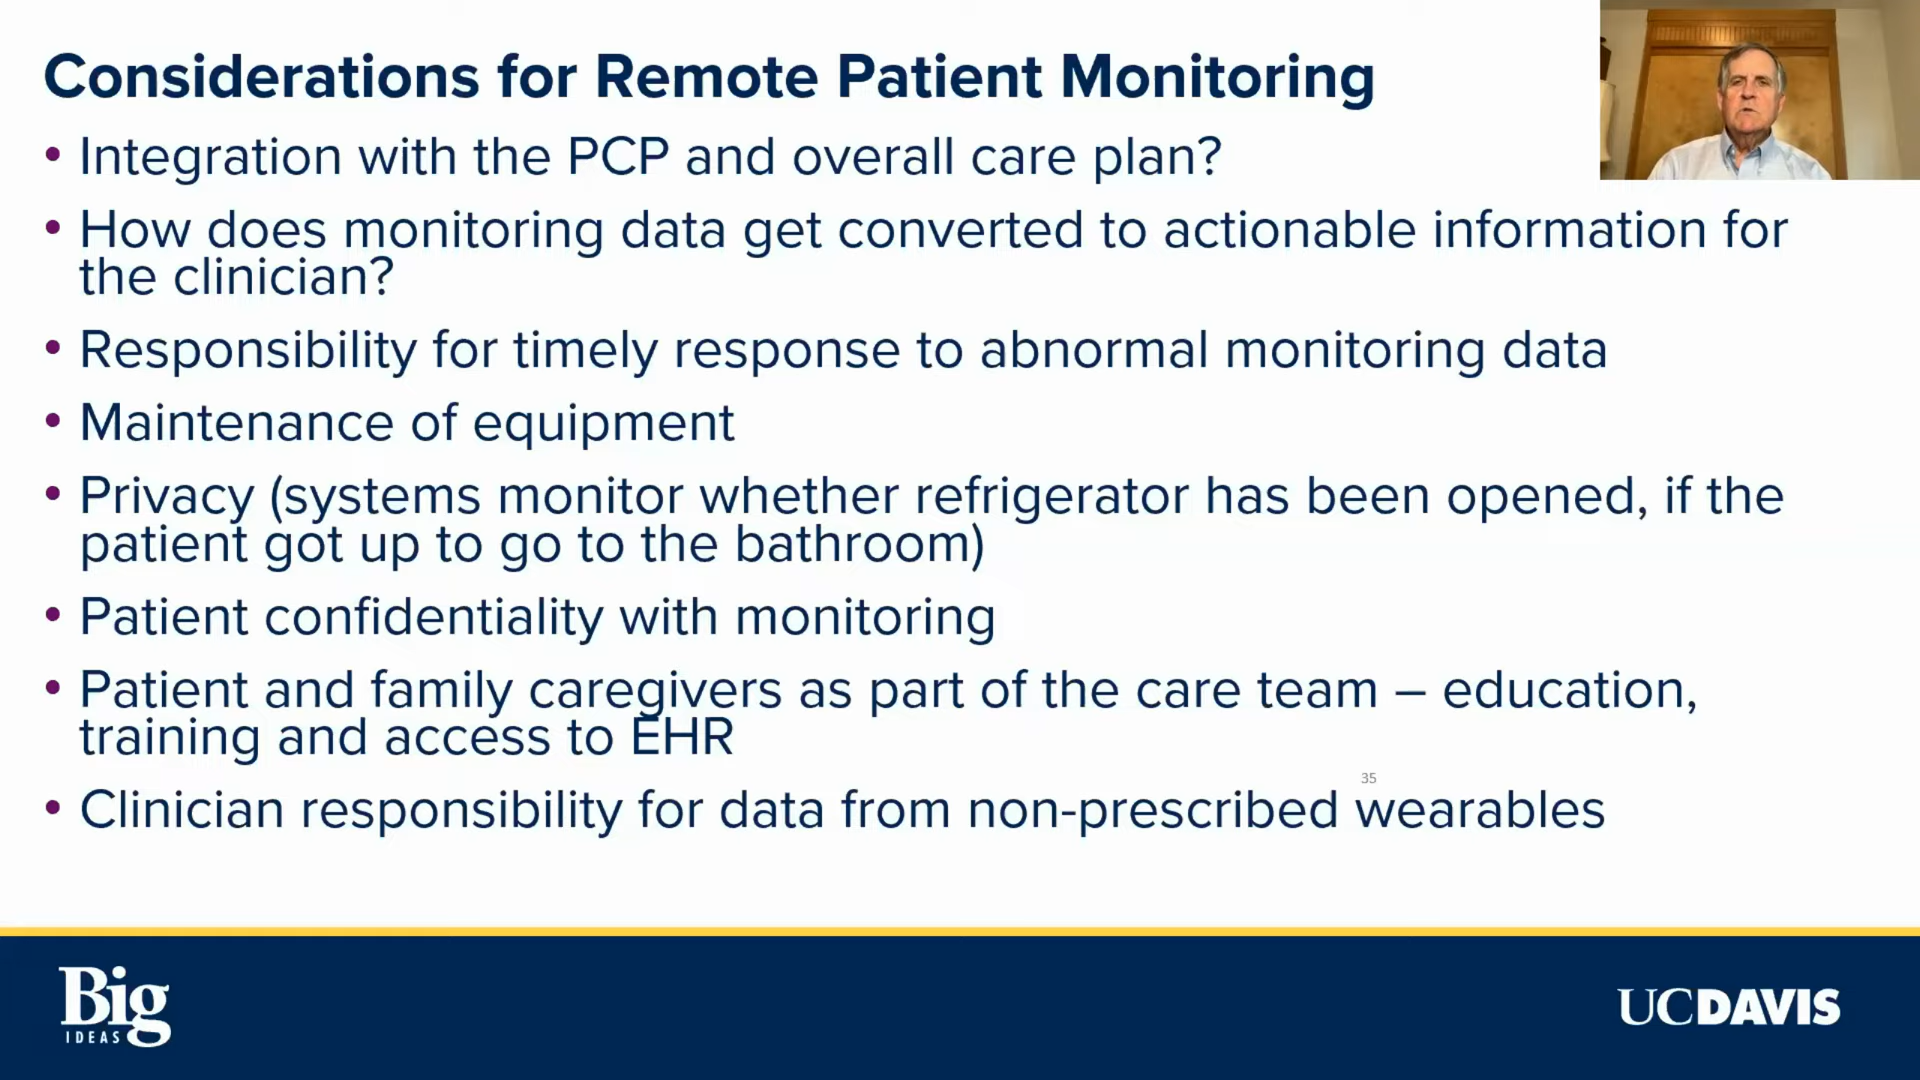 Considerations for Remote Patient Monitoring
• Integration with the PCP and overall care plan?
• How does monitoring data get converted to actionable information for
the clinician?
• Responsibility for timely response to abnormal monitoring data
• Maintenance of equipment
• Privacy (systems monitor whether refrigerator has been opened, if the
patient got up to go to the bathroom)
• Patient confidentiality with monitoring
• Patient and family caregivers as part of the care team – education,
training and access to EHR
35
• Clinician responsibility for data from non-prescribed wearables
Big
IDEAS
UCDAVIS